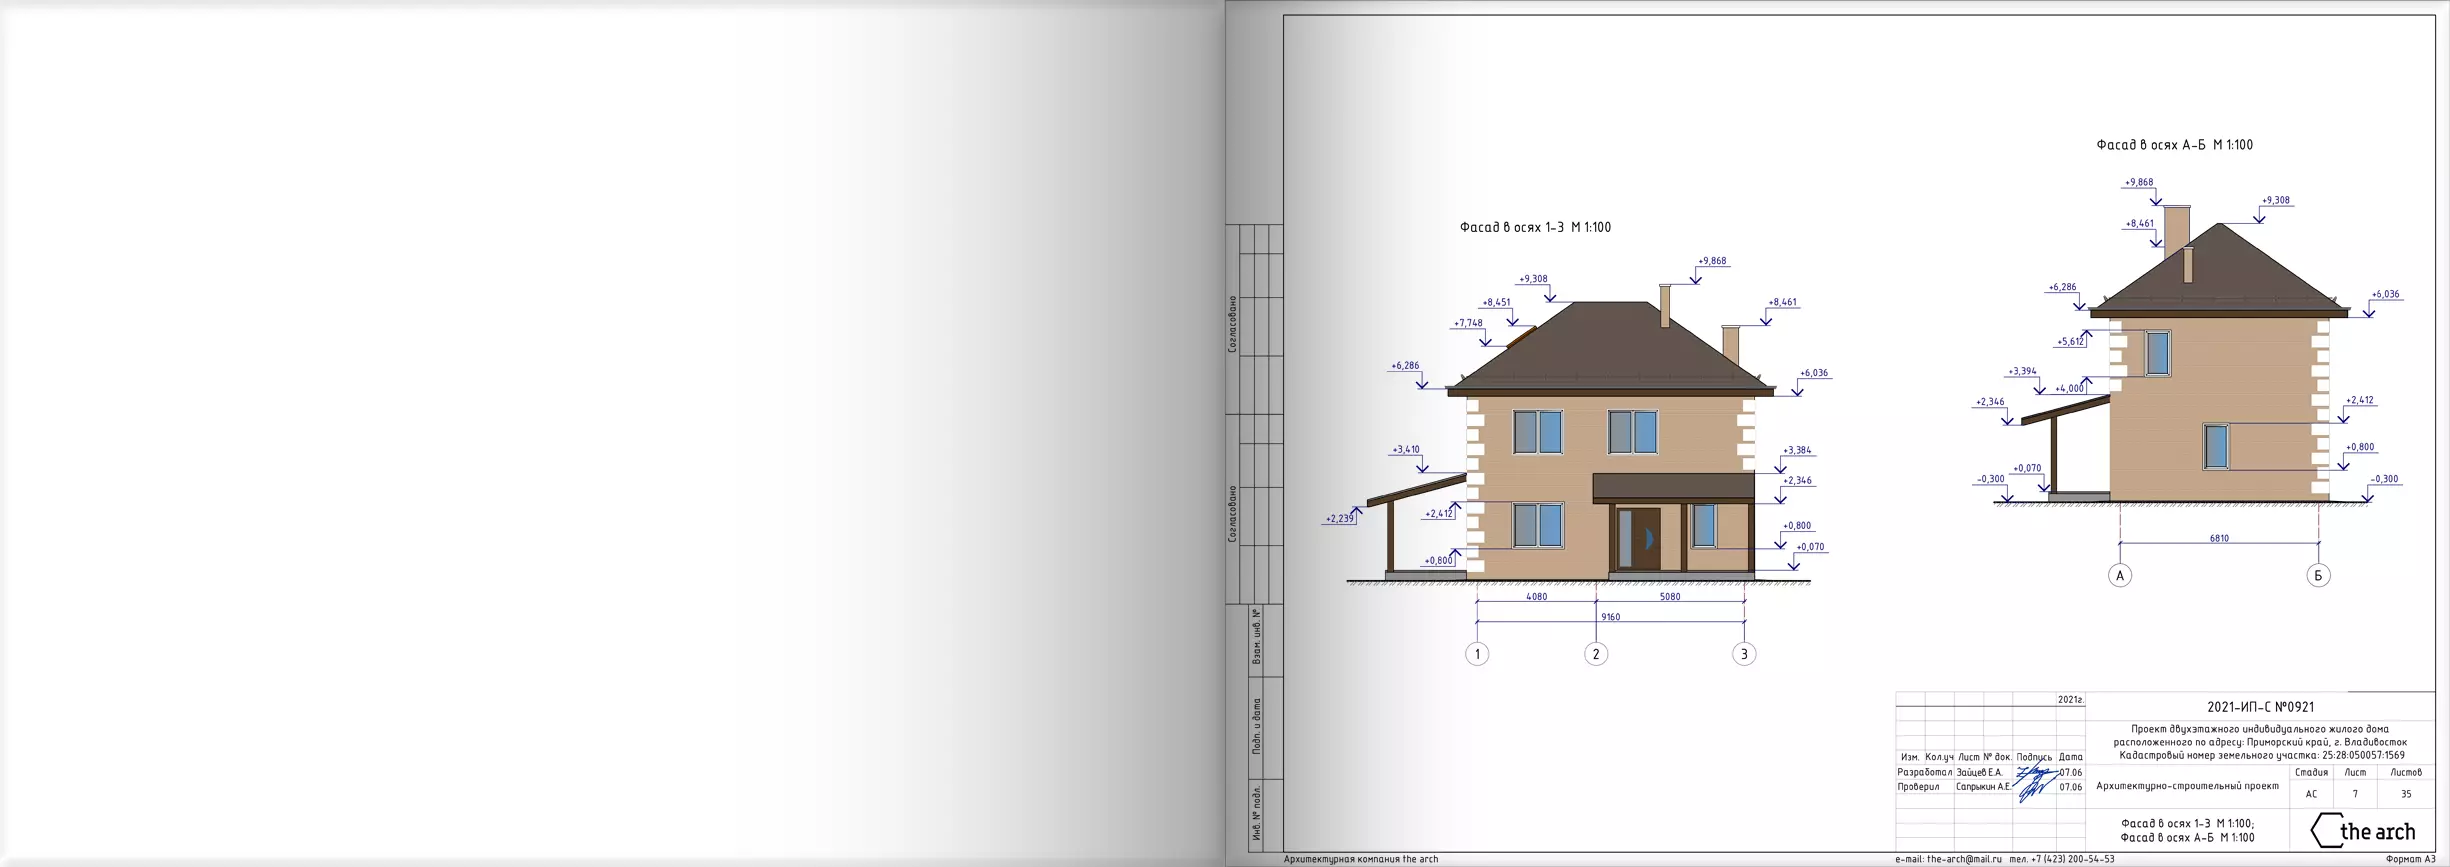 Фасад в осях А-Б М 1:100
+9,868
+9,308
+8,461
+6,286
+6,036
+5,612
+3,394
+4,000
+2,346
+2,412
+0,800
+0,070
-0,300
-0,300
6810
А
Б
Фасад в осях 1-3 М 1:100
+9,868
+9,308
+8,451
+8,461
+7,748
+6,286
+6,036
+3,410
+3,384
+2,346
+2,412
+2,239
+0,800
+0,800
+0,070
4080
5080
9160
1
2
3
Согласовано
Согласовано
Взам. инв. №
Подп. и дата
Инв. № подл.
2021г.
2021-ИП-С №0921
Проект двухэтажного индивидуального жилого дома
расположенного по адресу: Приморский край, г. Владивосток
Кадастровый номер земельного участка: 25:28:050057:1569
Изм. Кол.уч Лист № док. Подпись Дата
Разработал Зайцев Е.А. 07.06
Проверил Сапрыкин А.Е. 07.06
Архитектурно-строительный проект
Стадия Лист Листов
АС 7 35
Фасад в осях 1-3 М 1:100;
Фасад в осях А-Б М 1:100
the arch
Архитектурная компания the arch
e-mail: the-arch@mail.ru тел. +7 (423) 200-54-53
Формат А3